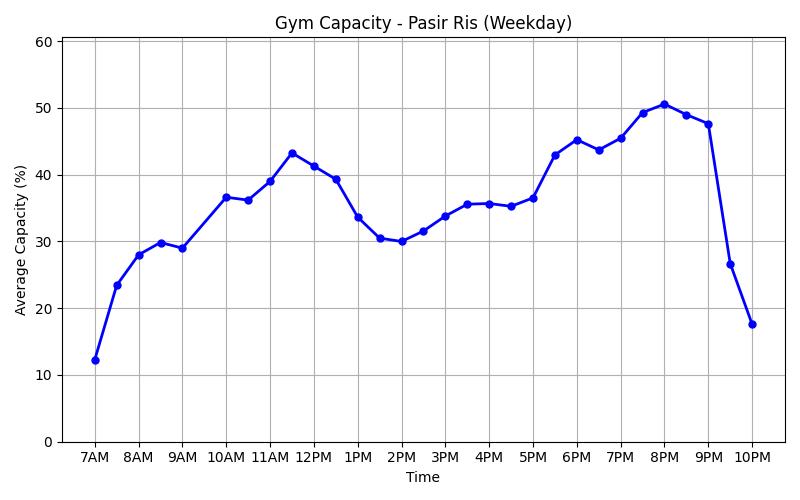 Gym Capacity - Pasir Ris (Weekday)
60
50
40
30
20
10
0
Average Capacity (%)
7AM 8AM 9AM 10AM 11AM 12PM 1PM 2PM 3PM 4PM 5PM 6PM 7PM 8PM 9PM 10PM
Time